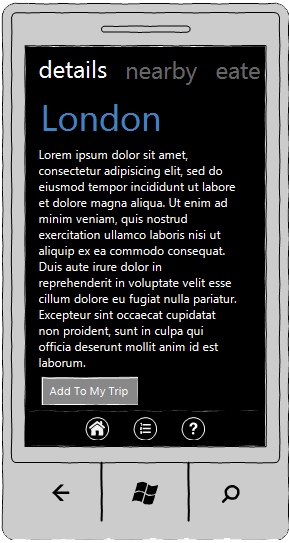 details nearby eate
London
Lorem ipsum dolor sit amet,
consectetur adipisicing elit, sed do
eiusmod tempor incididunt ut labore
et dolore magna aliqua. Ut enim ad
minim veniam, quis nostrud
exercitation ullamco laboris nisi ut
aliquip ex ea commodo consequat.
Duis aute irure dolor in
reprehenderit in voluptate velit esse
cillum dolore eu fugiat nulla pariatur.
Excepteur sint occaecat cupidatat
non proident, sunt in culpa qui
officia deserunt mollit anim id est
laborum.
Add To My Trip
?